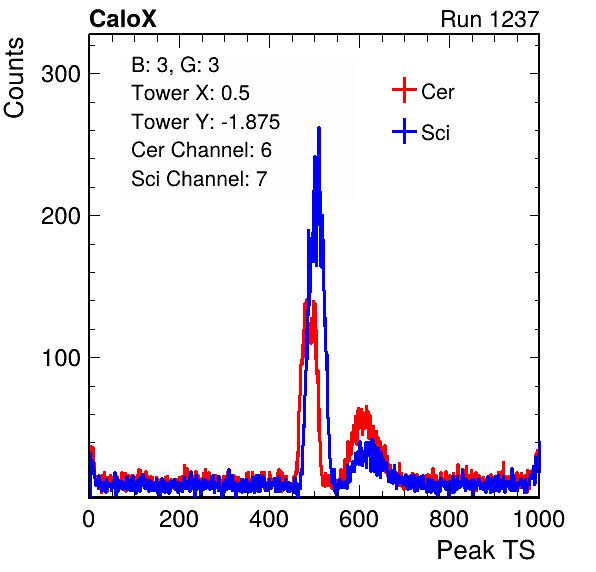 CaloX Run 1237
Counts
300
200
100
B: 3, G: 3
Tower X: 0.5
Tower Y: -1.875
Cer Channel: 6
Sci Channel: 7
Cer
Sci
0 200 400 600 800 1000
Peak TS